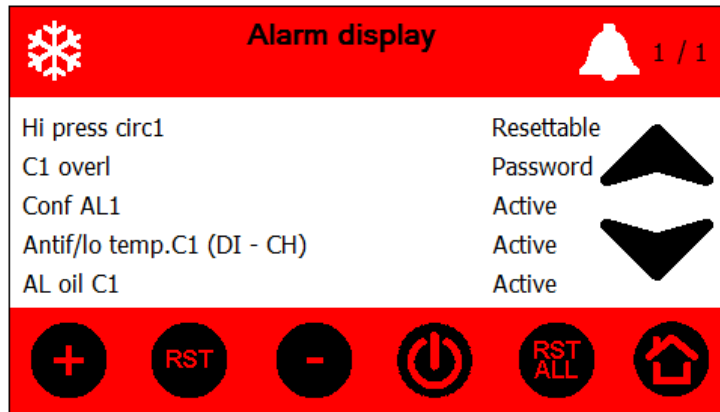 Alarm display
1 / 1
Hi press circ1 Resettable
C1 overl Password
Conf AL1 Active
Antif/lo temp.C1 (DI - CH) Active
AL oil C1 Active
+ RST - RST ALL